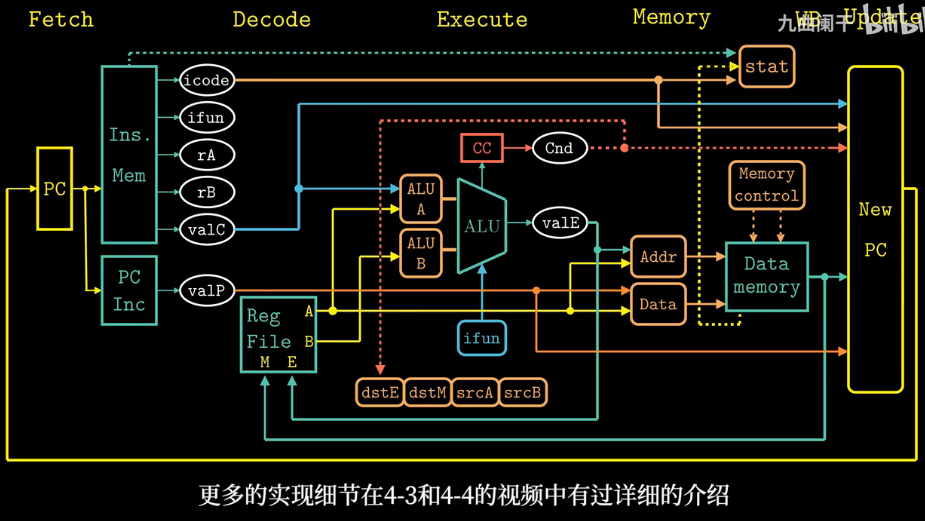 Fetch Decode Execute Memory WB Update
九曲阑干 bilibili
icode
stat
ifun
Ins.
Mem
rA
CC
Cnd
rB
PC
ALU
A
Memory
control
valC
ALU
valE
New
PC
ALU
B
PC
Inc
Addr
Data
memory
valP
Data
Reg
File
A
B
M E
ifun
dstE dstM srcA srcB
更多的实现细节在4-3和4-4的视频中有过详细的介绍